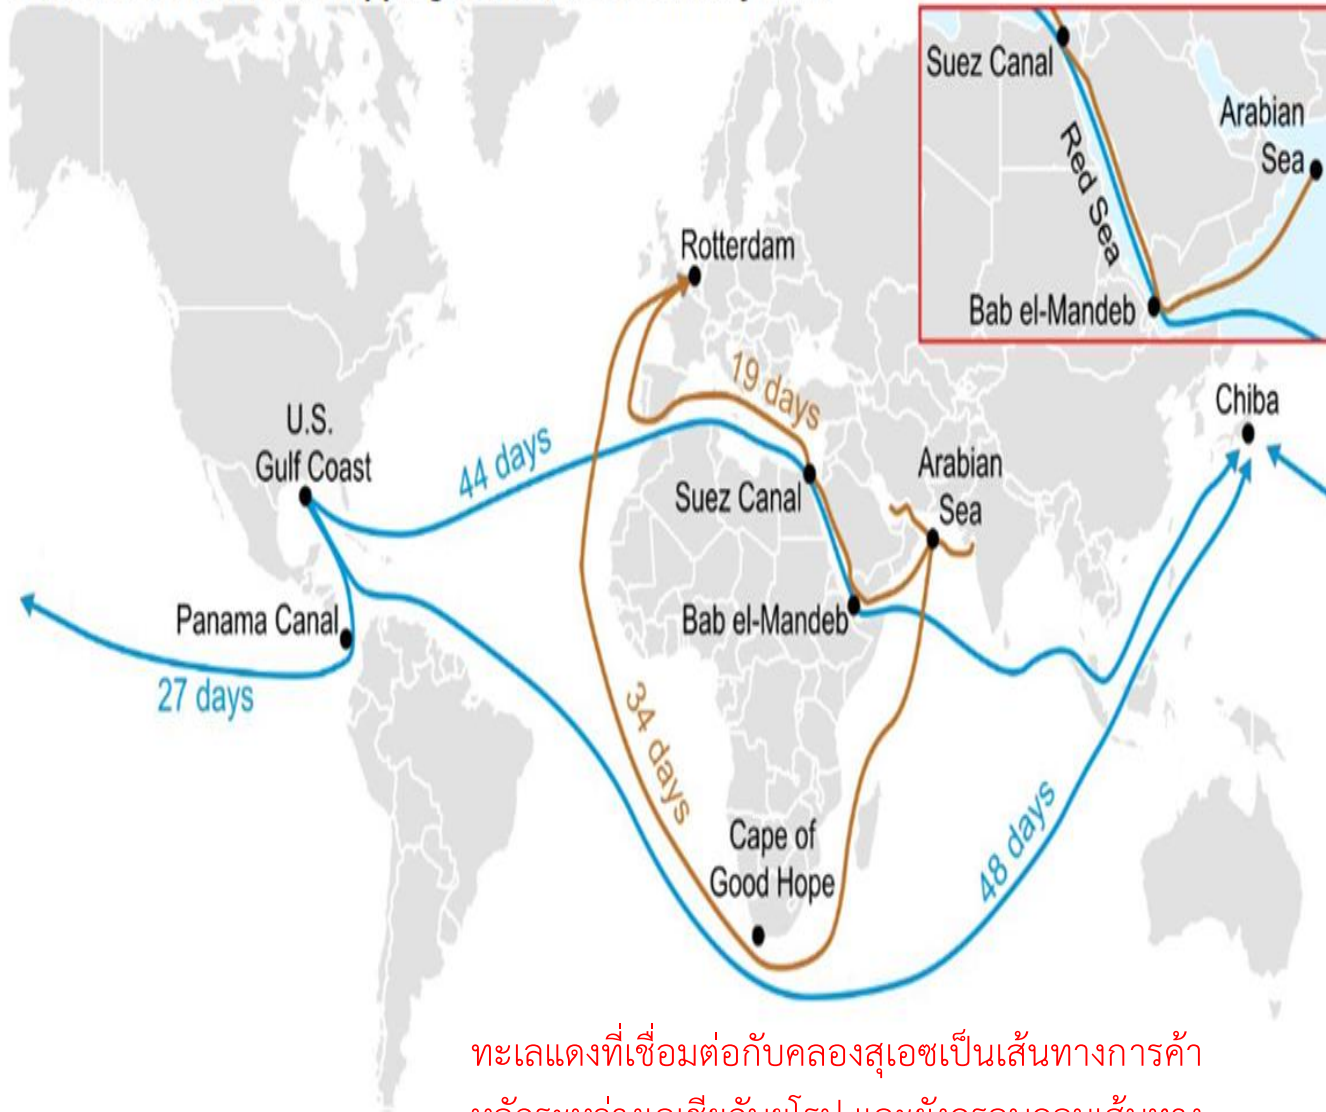 Suez Canal
Arabian
Sea
Red Sea
Bab el-Mandeb
Rotterdam
19 days
Chiba
U.S.
Gulf Coast
44 days
Arabian
Sea
Suez Canal
Panama Canal
Bab el-Mandeb
27 days
34 days
Cape of
Good Hope
48 days
ทะเลแดงที่เชื่อมต่อกับคลองสุเอซเป็นเส้นทางการค้า